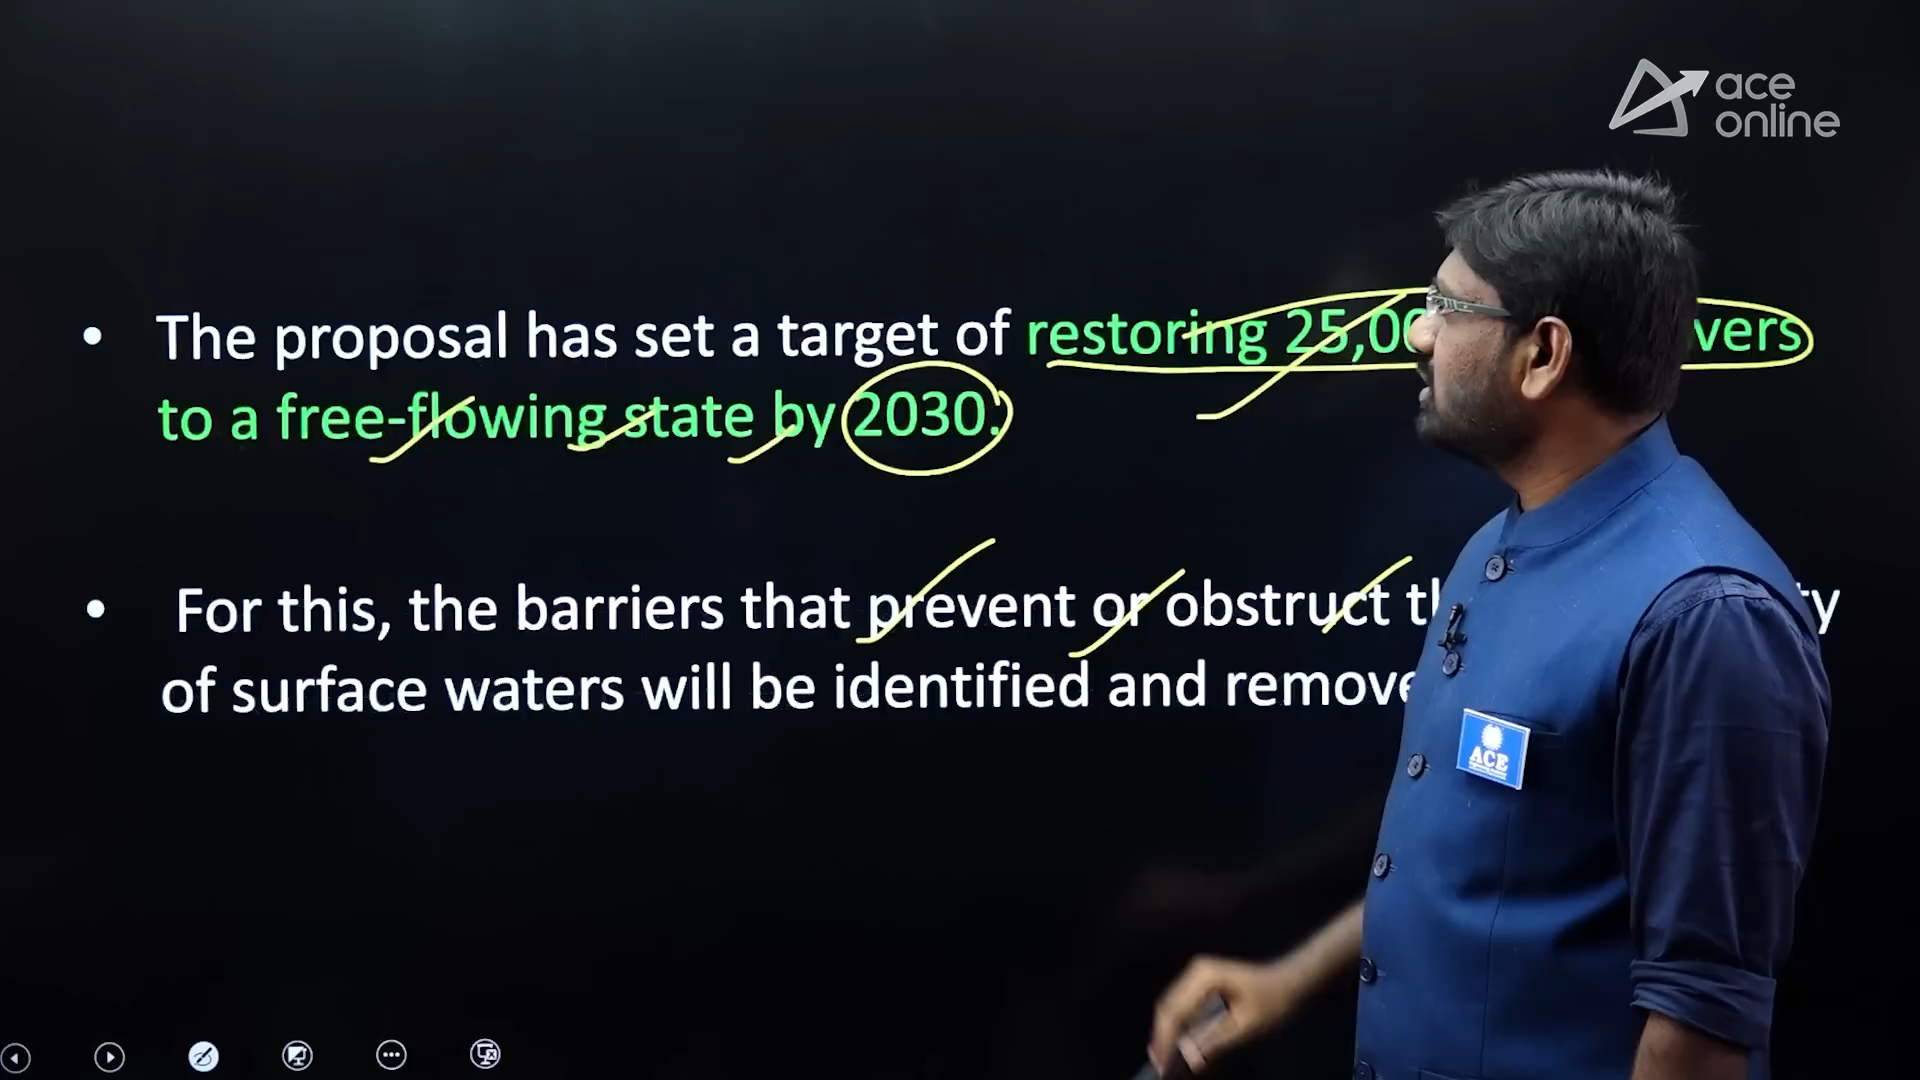 ace
online
• The proposal has set a target of restoring 25,00 vers
to a free-flowing state by 2030.
• For this, the barriers that prevent or obstruct
of surface waters will be identified and remove
ACE